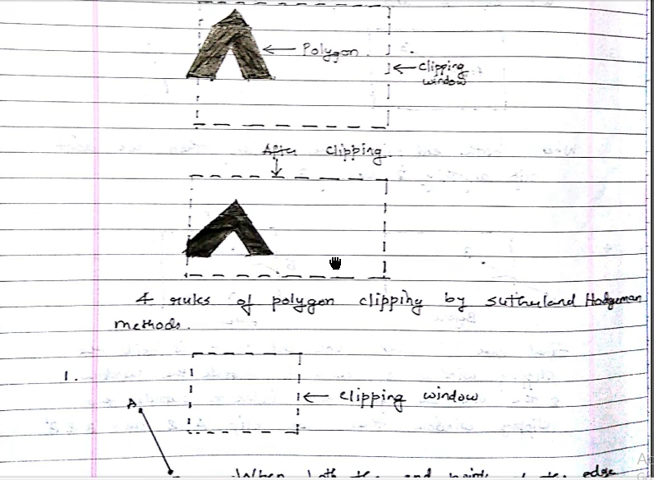 ← Polygon
← Clipping
window
After clipping
4 rules of polygon clipping by Sutherland Hodgeman
methods.
1.
← clipping window
A
When both the end points of the edge